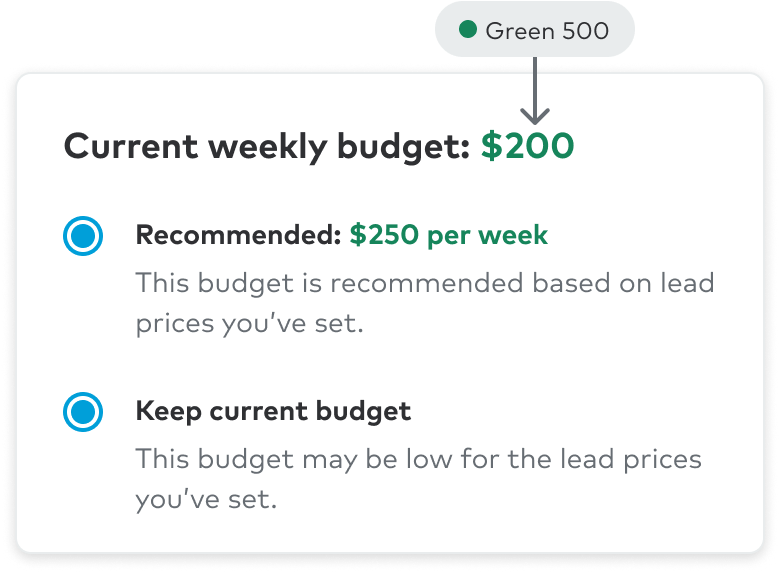 Green 500
Current weekly budget: $200
Recommended: $250 per week
This budget is recommended based on lead
prices you've set.
Keep current budget
This budget may be low for the lead prices
you've set.